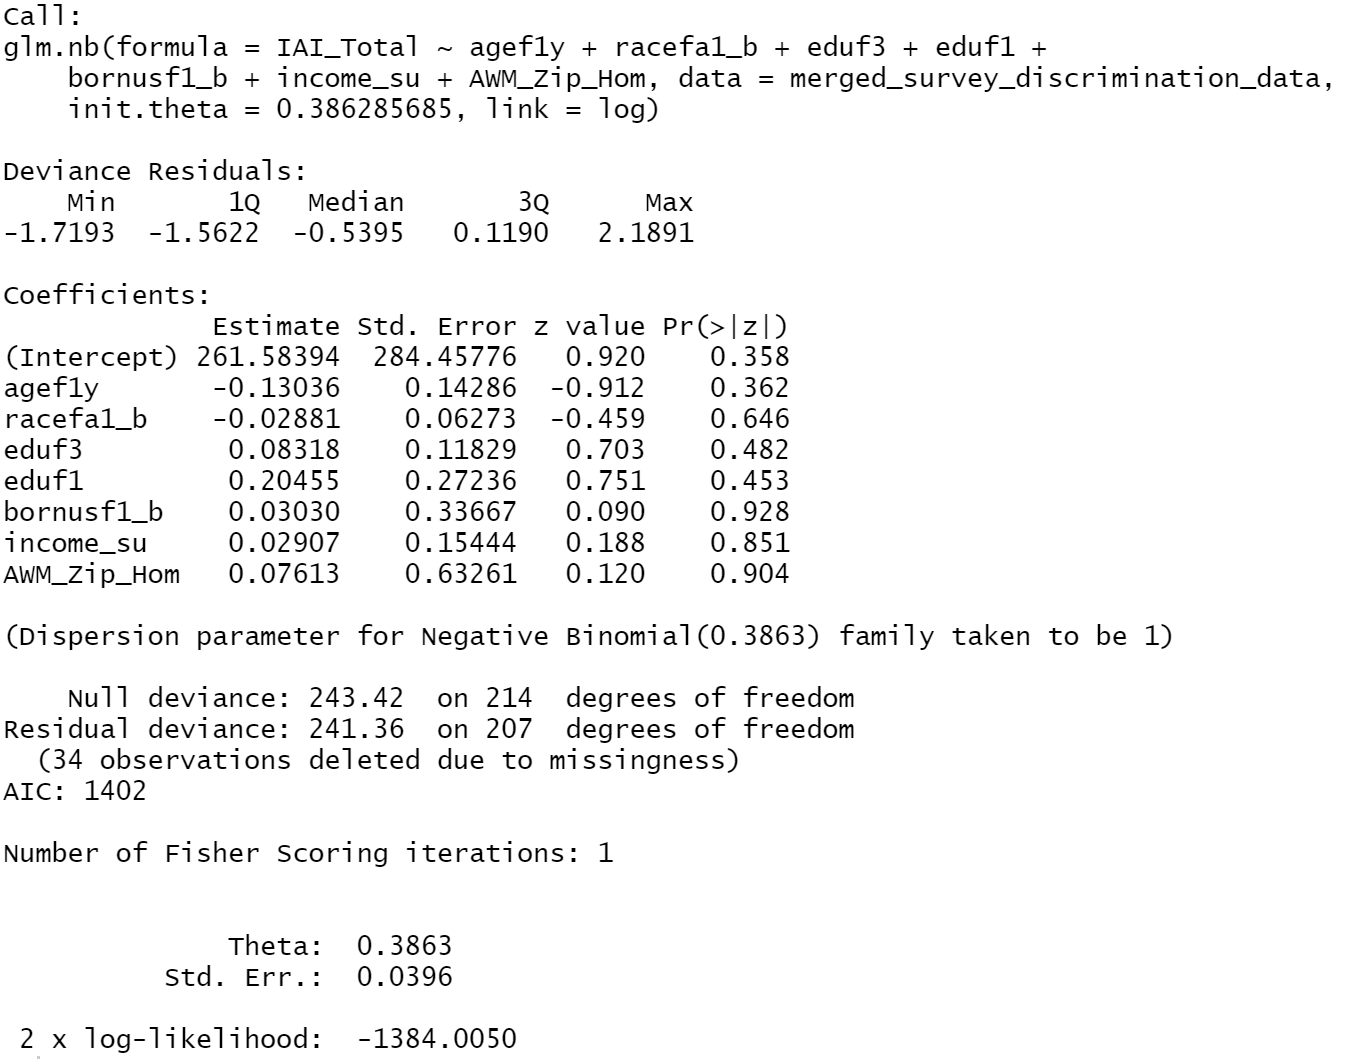 Call:
glm.nb(formula = IAI_Total ~ agef1y + racefa1_b + eduf3 + eduf1 +
    bornusf1_b + income_su + AWM_Zip_Hom, data = merged_survey_discrimination_data,
    init.theta = 0.386285685, link = log)

Deviance Residuals:
    Min       1Q   Median       3Q      Max
-1.7193  -1.5622  -0.5395   0.1190   2.1891

Coefficients:
             Estimate Std. Error z value Pr(>|z|)
(Intercept) 261.58394  284.45776   0.920    0.358
agef1y       -0.13036    0.14286  -0.912    0.362
racefa1_b    -0.02881    0.06273  -0.459    0.646
eduf3         0.08318    0.11829   0.703    0.482
eduf1         0.20455    0.27236   0.751    0.453
bornusf1_b    0.03030    0.33667   0.090    0.928
income_su     0.02907    0.15444   0.188    0.851
AWM_Zip_Hom   0.07613    0.63261   0.120    0.904

(Dispersion parameter for Negative Binomial(0.3863) family taken to be 1)

    Null deviance: 243.42  on 214  degrees of freedom
Residual deviance: 241.36  on 207  degrees of freedom
  (34 observations deleted due to missingness)
AIC: 1402

Number of Fisher Scoring iterations: 1


              Theta:  0.3863
          Std. Err.:  0.0396

 2 x log-likelihood:  -1384.0050